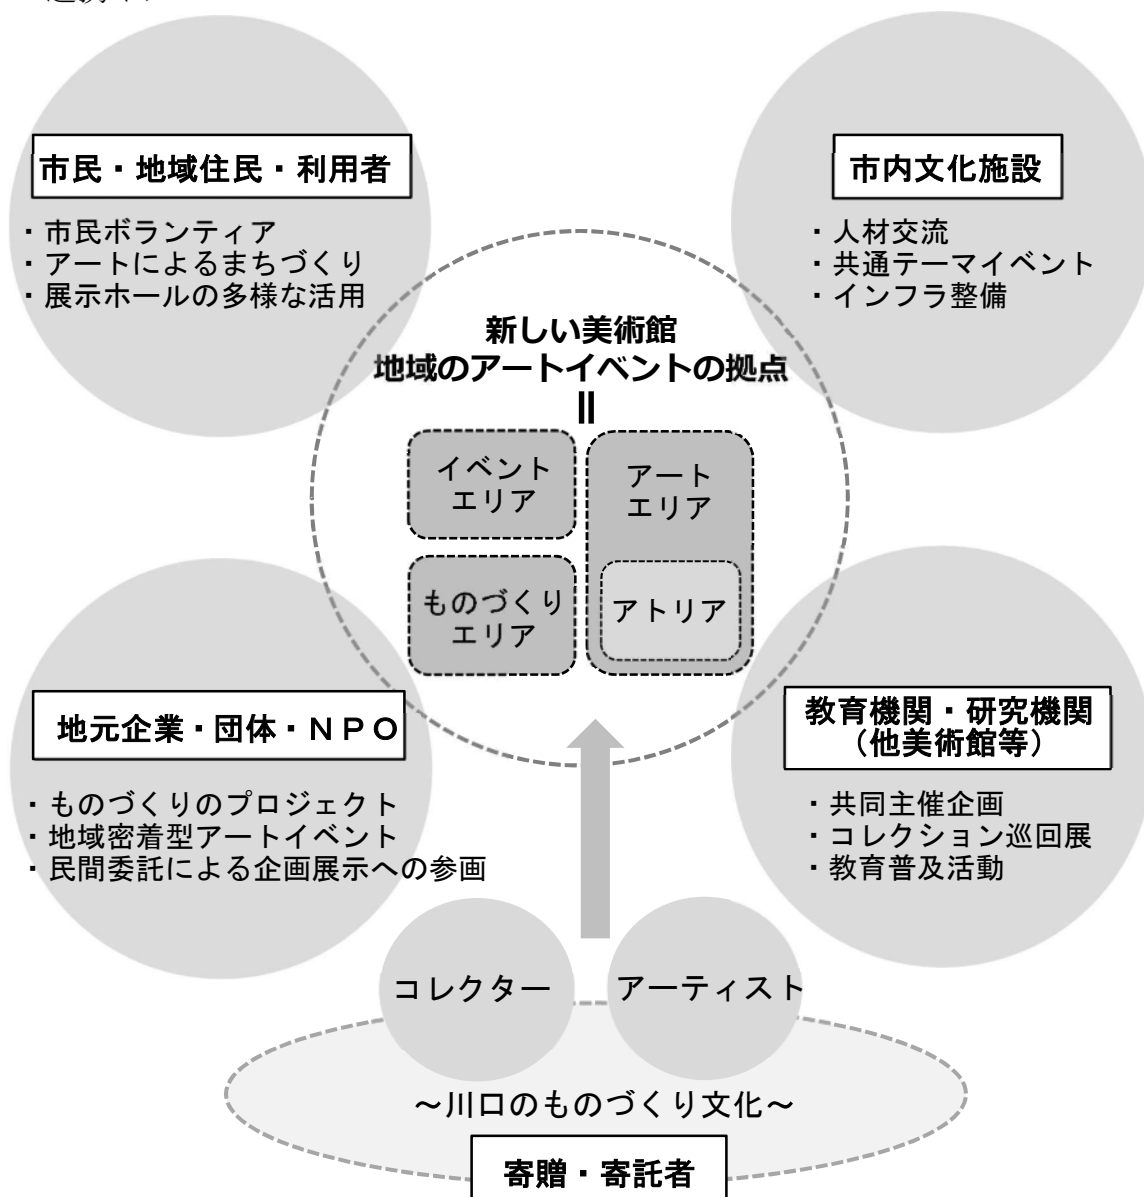 市民・地域住民・利用者
・市民ボランティア
・アートによるまちづくり
・展示ホールの多様な活用
市内文化施設
・人材交流
・共通テーマイベント
・インフラ整備
新しい美術館
地域のアートイベントの拠点
||
イベント
エリア
アート
エリア
ものづくり
エリア
アトリア
地元企業・団体・ＮＰＯ
・ものづくりのプロジェクト
・地域密着型アートイベント
・民間委託による企画展示への参画
教育機関・研究機関
（他美術館等）
・共同主催企画
・コレクション巡回展
・教育普及活動
コレクター
アーティスト
～川口のものづくり文化～
寄贈・寄託者